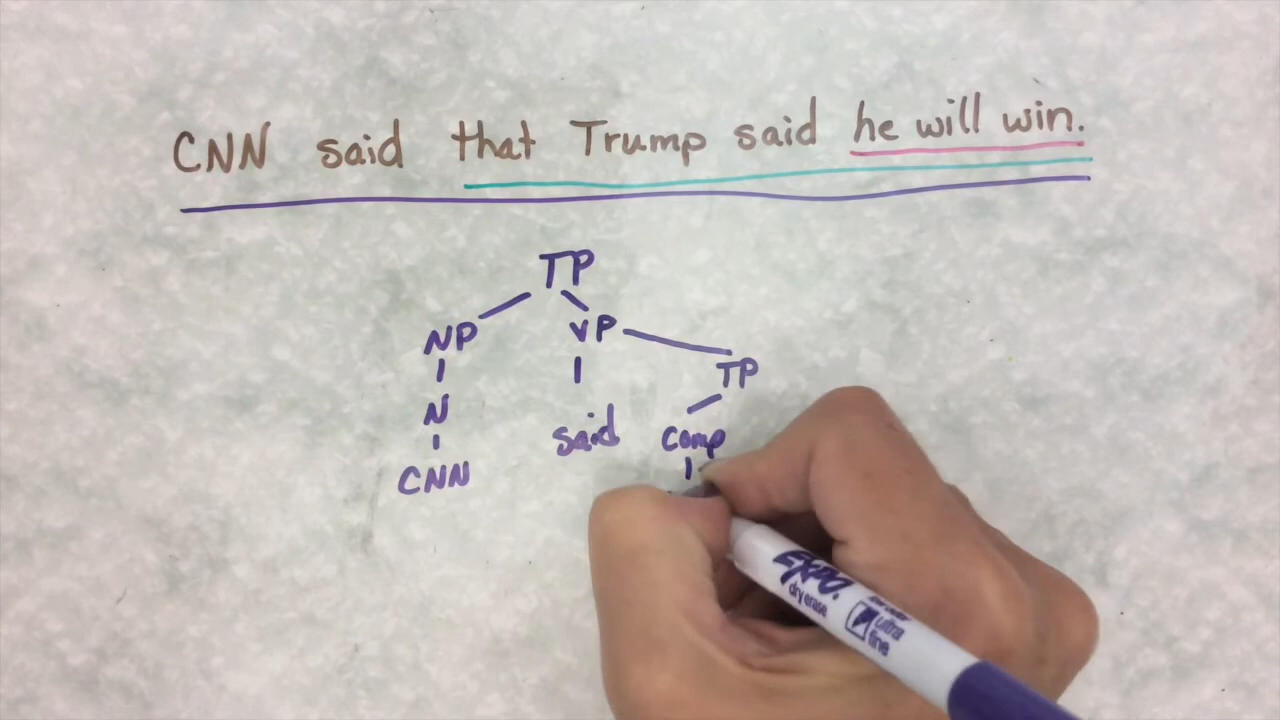 CNN said that Trump said he will win.
TP
NP VP
TP
N
said comp
CNN
EXPO.
dry erase
ultra
fine